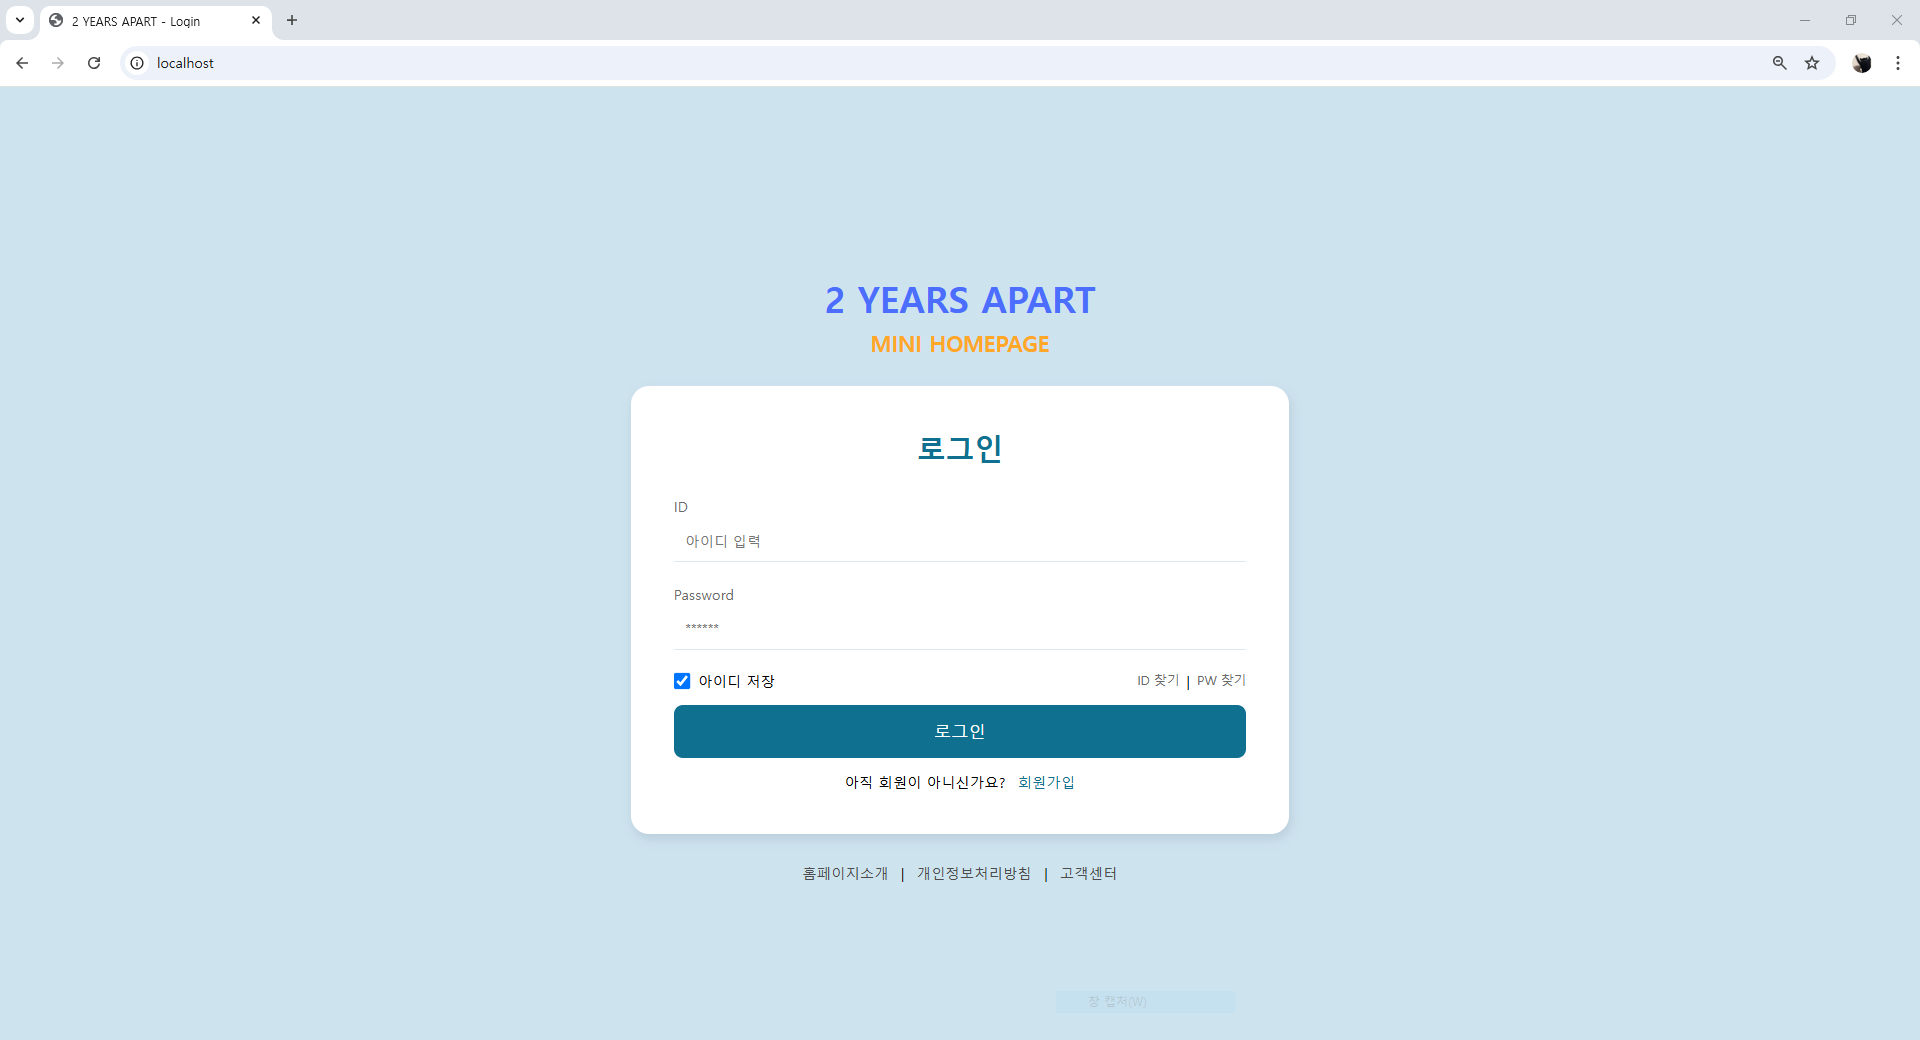 2 YEARS APART - Login
localhost
2 YEARS APART
MINI HOMEPAGE
로그인
ID
아이디 입력
Password
******
아이디 저장
ID 찾기 | PW 찾기
로그인
아직 회원이 아니신가요? 회원가입
홈페이지소개 | 개인정보처리방침 | 고객센터
창 캡처(W)